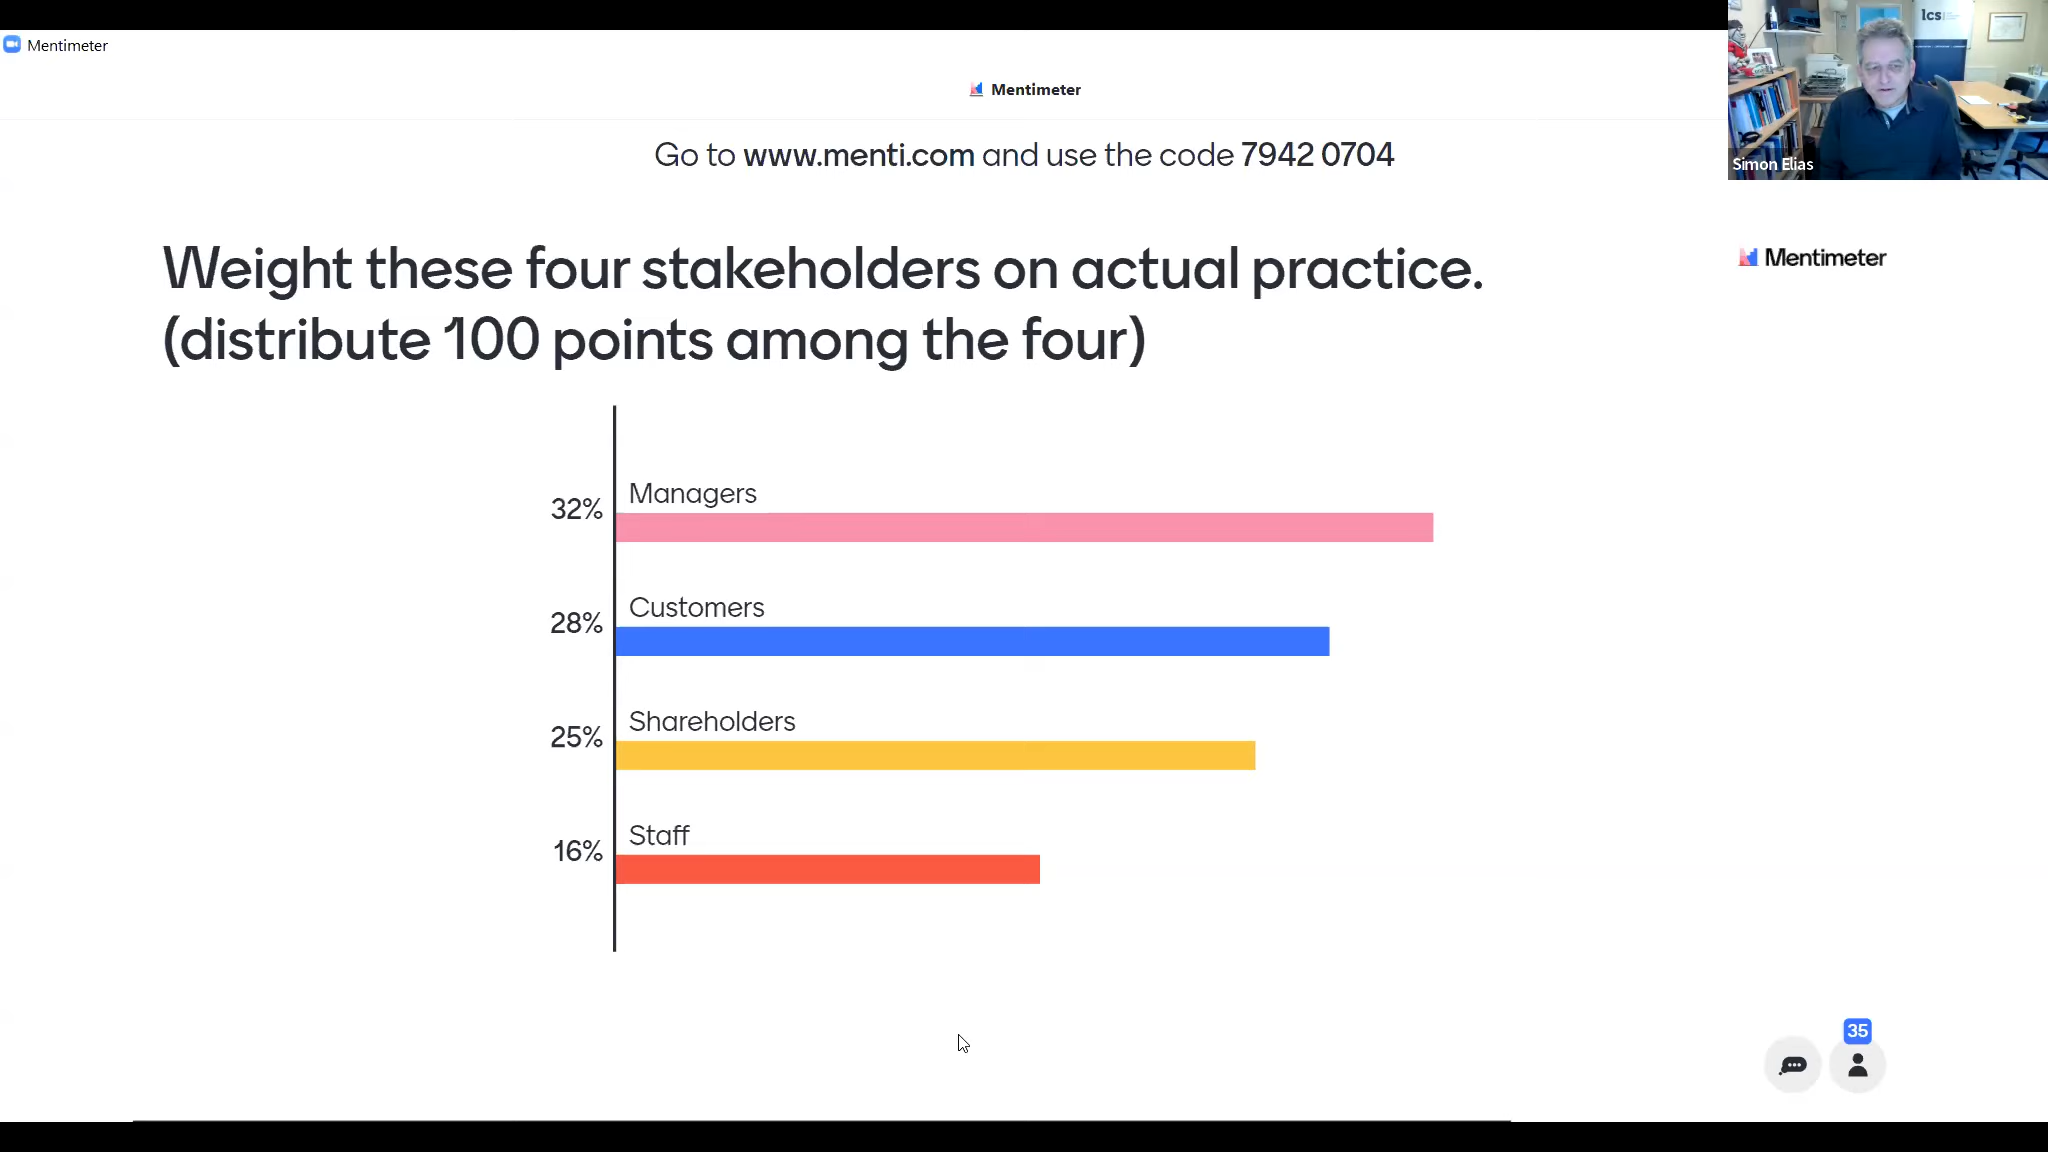 Mentimeter
Mentimeter
Go to www.menti.com and use the code 7942 0704
lcs
Simon Elias
Weight these four stakeholders on actual practice.
(distribute 100 points among the four)
Mentimeter
Managers
32%
Customers
28%
Shareholders
25%
Staff
16%
35